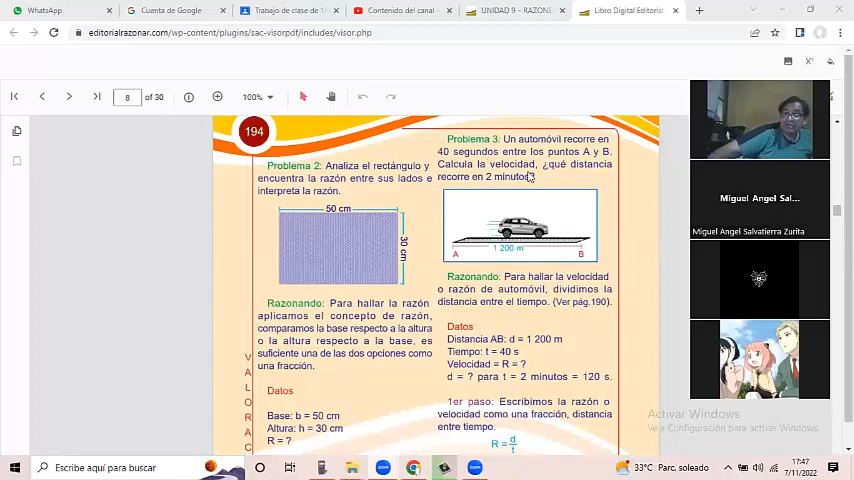 WhatsApp
Cuenta de Google
Trabajo de clase de 1R
Contenido del canal
UNIDAD 9 – RAZONE
Libro Digital Editorial
editorialrazonar.com/wp-content/plugins/sac-visorpdf/includes/visor.php
8 of 30
100%
194
Problema 2: Analiza el rectángulo y
encuentra la razón entre sus lados e
interpreta la razón.
50 cm
30 cm
Razonando: Para hallar la razón
aplicamos el concepto de razón,
comparamos la base respecto a la altura
o la altura respecto a la base, es
suficiente una de las dos opciones como
una fracción.
Datos
Base: b = 50 cm
Altura: h = 30 cm
R = ?
V
A
L
O
R
A
C
Problema 3: Un automóvil recorre en
40 segundos entre los puntos A y B.
Calcula la velocidad, ¿qué distancia
recorre en 2 minutos?
1 200 m
A
B
Razonando: Para hallar la velocidad
o razón de automóvil, dividimos la
distancia entre el tiempo. (Ver pág.190).
Datos
Distancia AB: d = 1 200 m
Tiempo: t = 40 s
Velocidad = R = ?
d = ? para t = 2 minutos = 120 s.
1er paso: Escribimos la razón o
velocidad como una fracción, distancia
entre tiempo.
R = d
t
Miguel Angel Sal...
Miguel Angel Salvatierra Zurita
Activar Windows
Ve a Configuración para activar Windows.
Escribe aquí para buscar
33°C Parc. soleado
17:47
7/11/2022